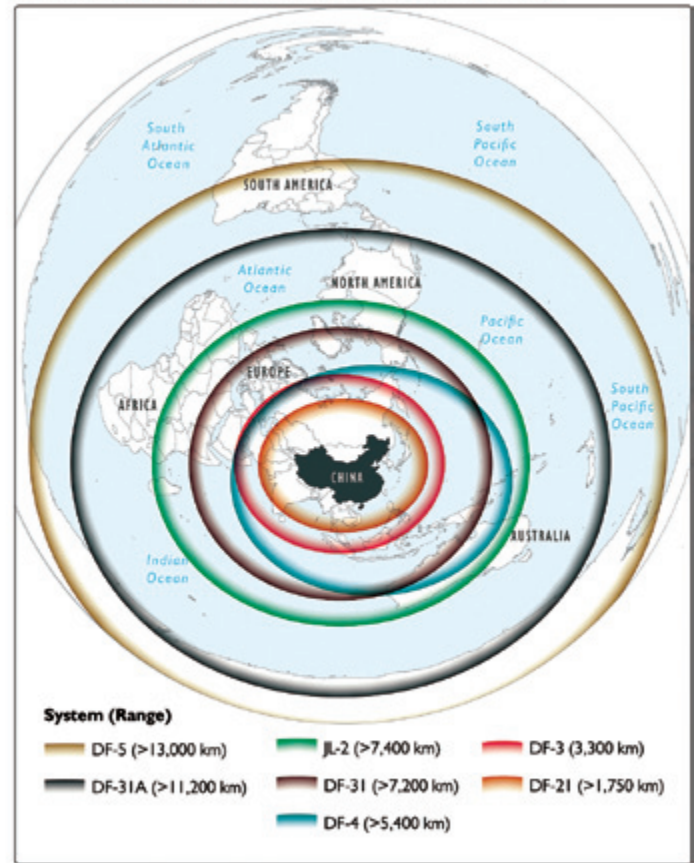 South
Atlantic
Ocean
South
Pacific
Ocean
SOUTH AMERICA
Atlantic
Ocean
NORTH AMERICA
Pacific
Ocean
EUROPE
AFRICA
South
Pacific
Ocean
CHINA
AUSTRALIA
Indian
Ocean
System (Range)
DF-5 (>13,000 km)
JL-2 (>7,400 km)
DF-3 (3,300 km)
DF-31A (>11,200 km)
DF-31 (>7,200 km)
DF-21 (>1,750 km)
DF-4 (>5,400 km)